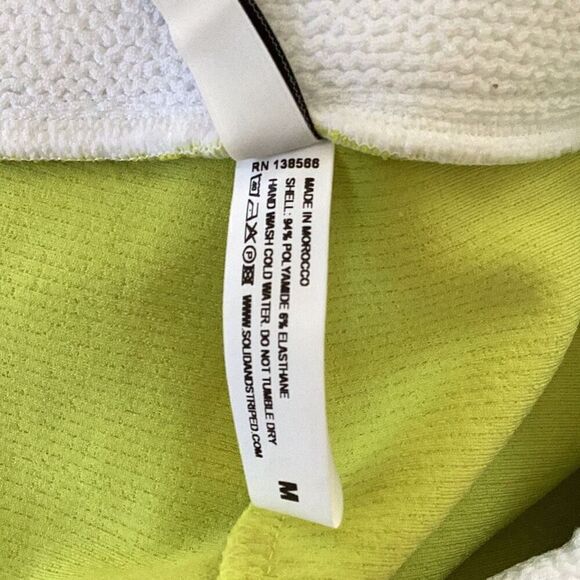 RN 138566
MADE IN MOROCCO
SHELL: 94% POLYAMIDE 6% ELASTHANE
HAND WASH COLD WATER. DO NOT TUMBLE DRY
WWW.SOLIDANDSTRIPED.COM
M